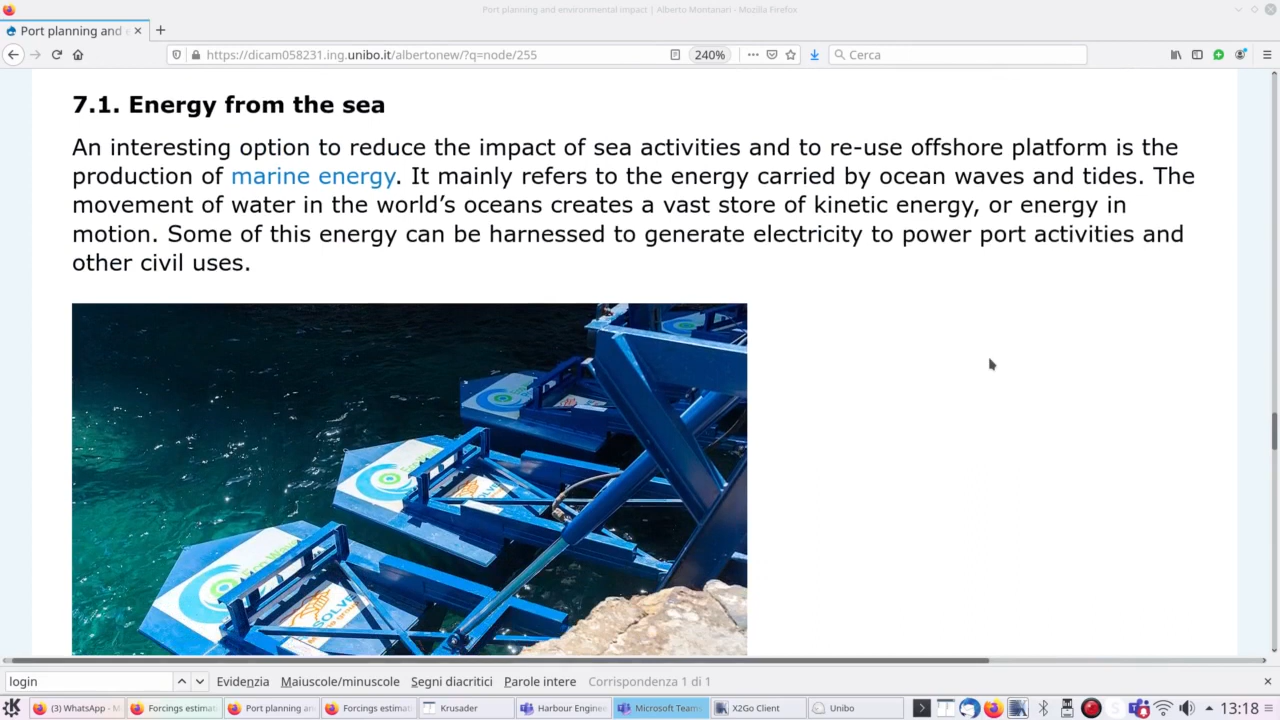 Port planning and environmental impact | Alberto Montanari - Mozilla Firefox
Port planning and e
https://dicam058231.ing.unibo.it/albertonew/?q=node/255
240%
Cerca
7.1. Energy from the sea
An interesting option to reduce the impact of sea activities and to re-use offshore platform is the
production of marine energy. It mainly refers to the energy carried by ocean waves and tides. The
movement of water in the world’s oceans creates a vast store of kinetic energy, or energy in
motion. Some of this energy can be harnessed to generate electricity to power port activities and
other civil uses.
login
Evidenzia
Maiuscole/minuscole
Segni diacritici
Parole intere
Corrispondenza 1 di 1
(3) WhatsApp - M
Forcings estimat
Port planning an
Forcings estimat
Krusader
Harbour Enginee
Microsoft Teams
X2Go Client
Unibo
13:18